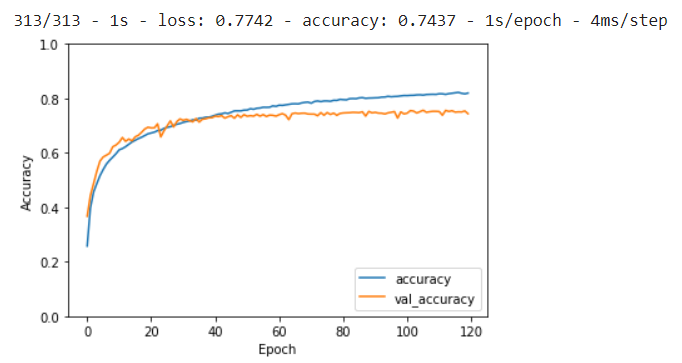 313/313 - 1s - loss: 0.7742 - accuracy: 0.7437 - 1s/epoch - 4ms/step
1.0
0.8
0.6
0.4
0.2
0.0
Accuracy
accuracy
val_accuracy
0 20 40 60 80 100 120
Epoch